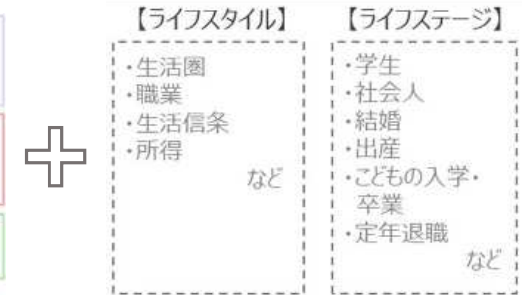 【ライフスタイル】
・生活圏
・職業
・生活信条
・所得
など
【ライフステージ】
・学生
・社会人
・結婚
・出産
・こどもの入学・
卒業
・定年退職
など